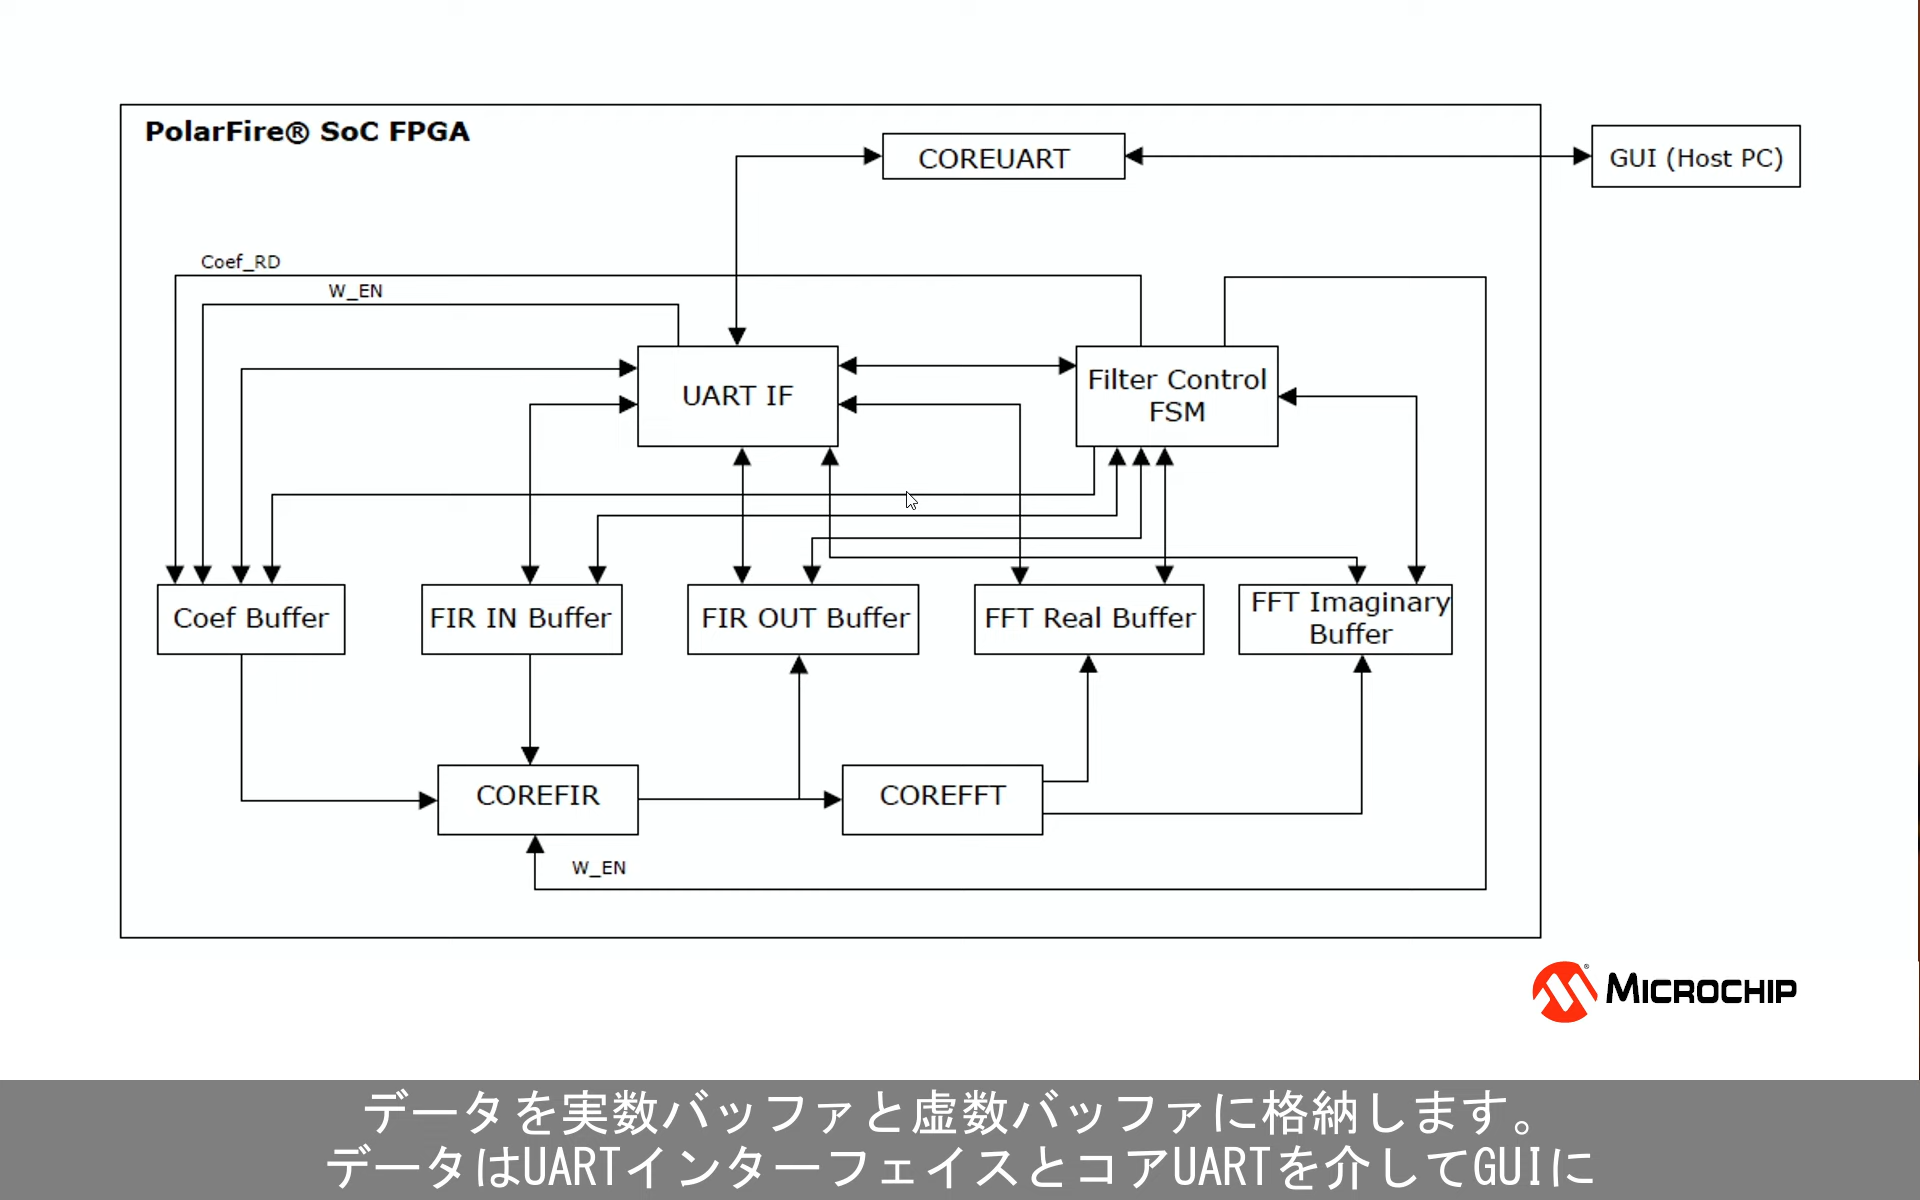 PolarFire® SoC FPGA
COREUART
GUI (Host PC)
Coef_RD
W_EN
UART IF
Filter Control
FSM
Coef Buffer
FIR IN Buffer
FIR OUT Buffer
FFT Real Buffer
FFT Imaginary
Buffer
COREFIR
COREFFT
W_EN
MICROCHIP
データを実数バッファと虚数バッファに格納します。
データはUARTインターフェイスとコアUARTを介してGUIに